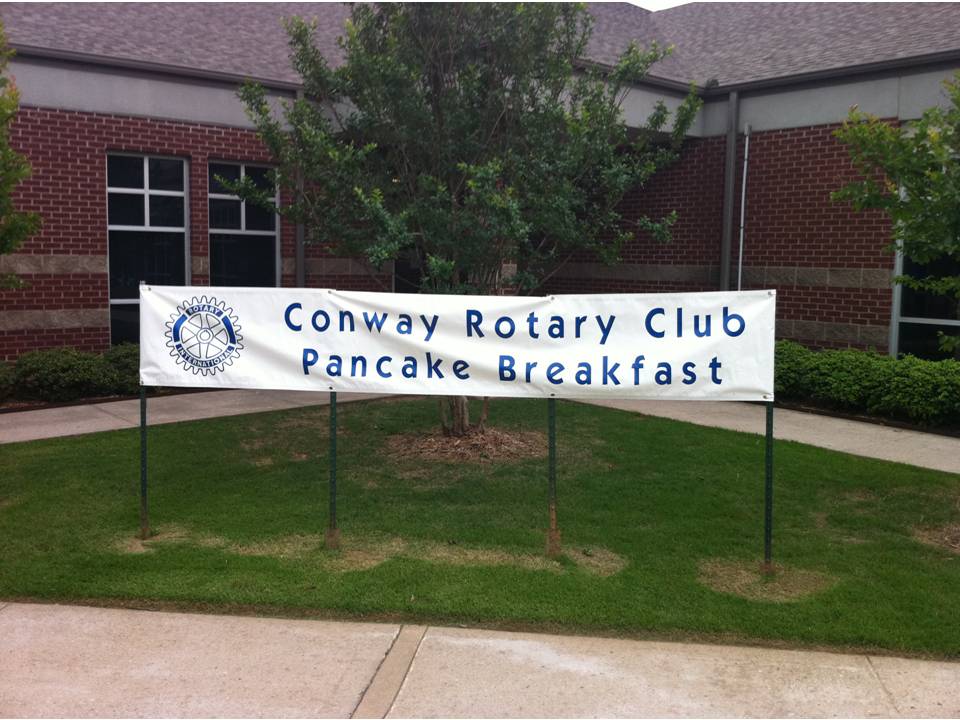 ROTARY
INTERNATIONAL
Conway Rotary Club
Pancake Breakfast